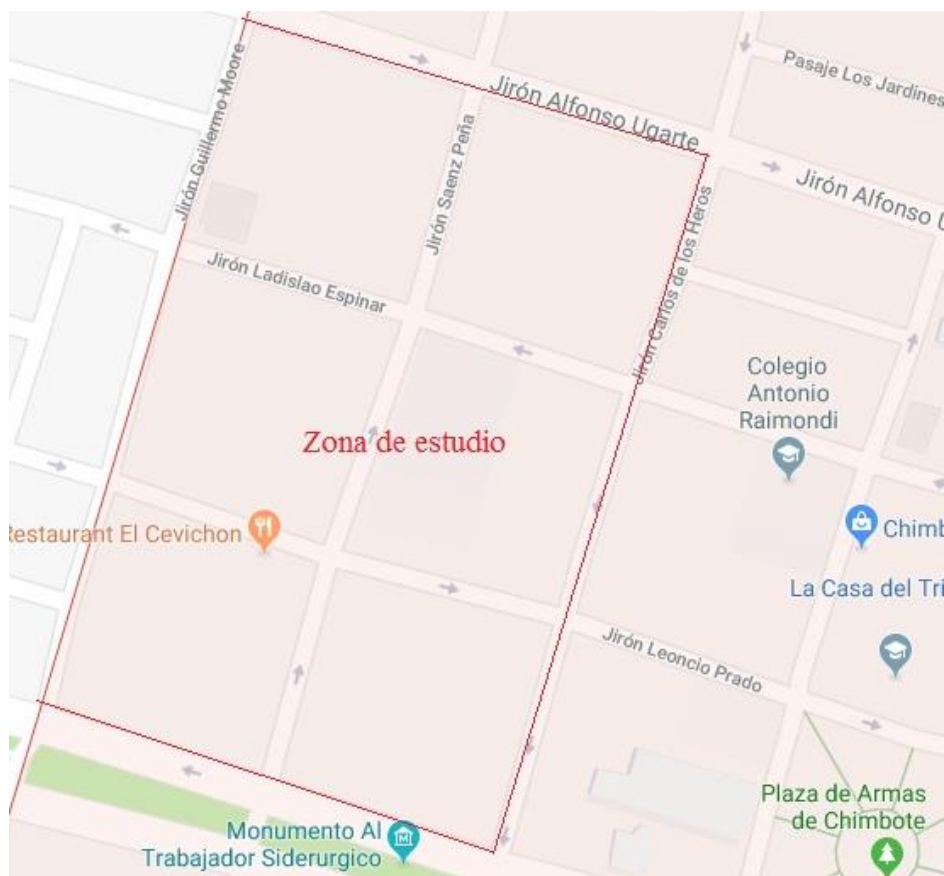 Jirón Guillermo Moore
Jirón Alfonso Ugarte
Pasaje Los Jardines
Jirón Saenz Peña
Jirón Alfonso U
Jirón Ladislao Espinar
Jirón Carlos de los Heros
Colegio
Antonio
Raimondi
Zona de estudio
Restaurant El Cevichon
Chimb
La Casa del Tri
Jirón Leoncio Prado
Plaza de Armas
de Chimbote
Monumento Al
Trabajador Siderurgico